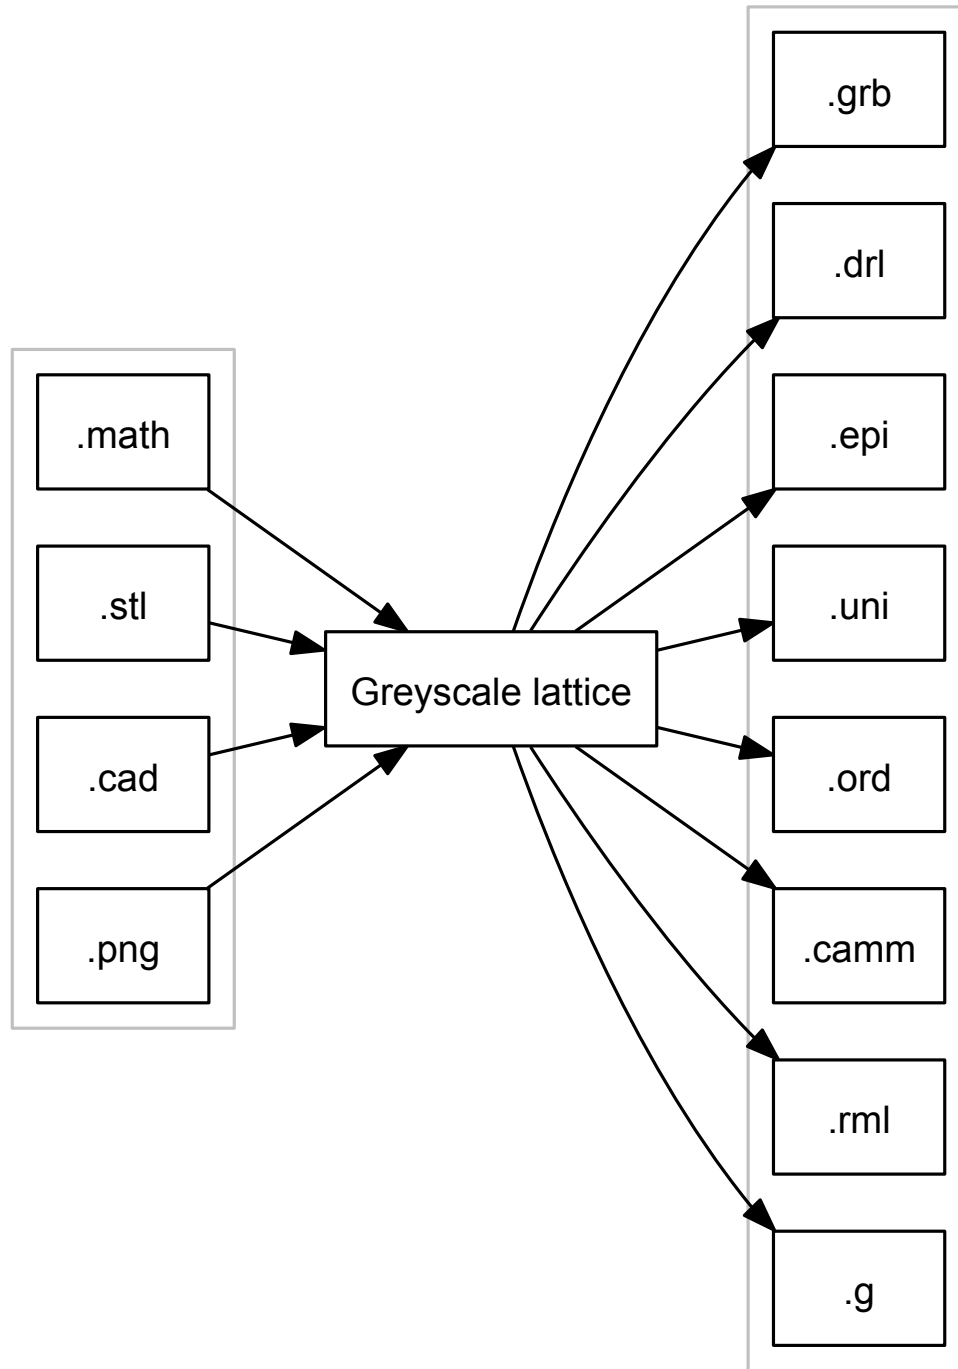 .math
.stl
.cad
.png
Greyscale lattice
.grb
.drl
.epi
.uni
.ord
.camm
.rml
.g